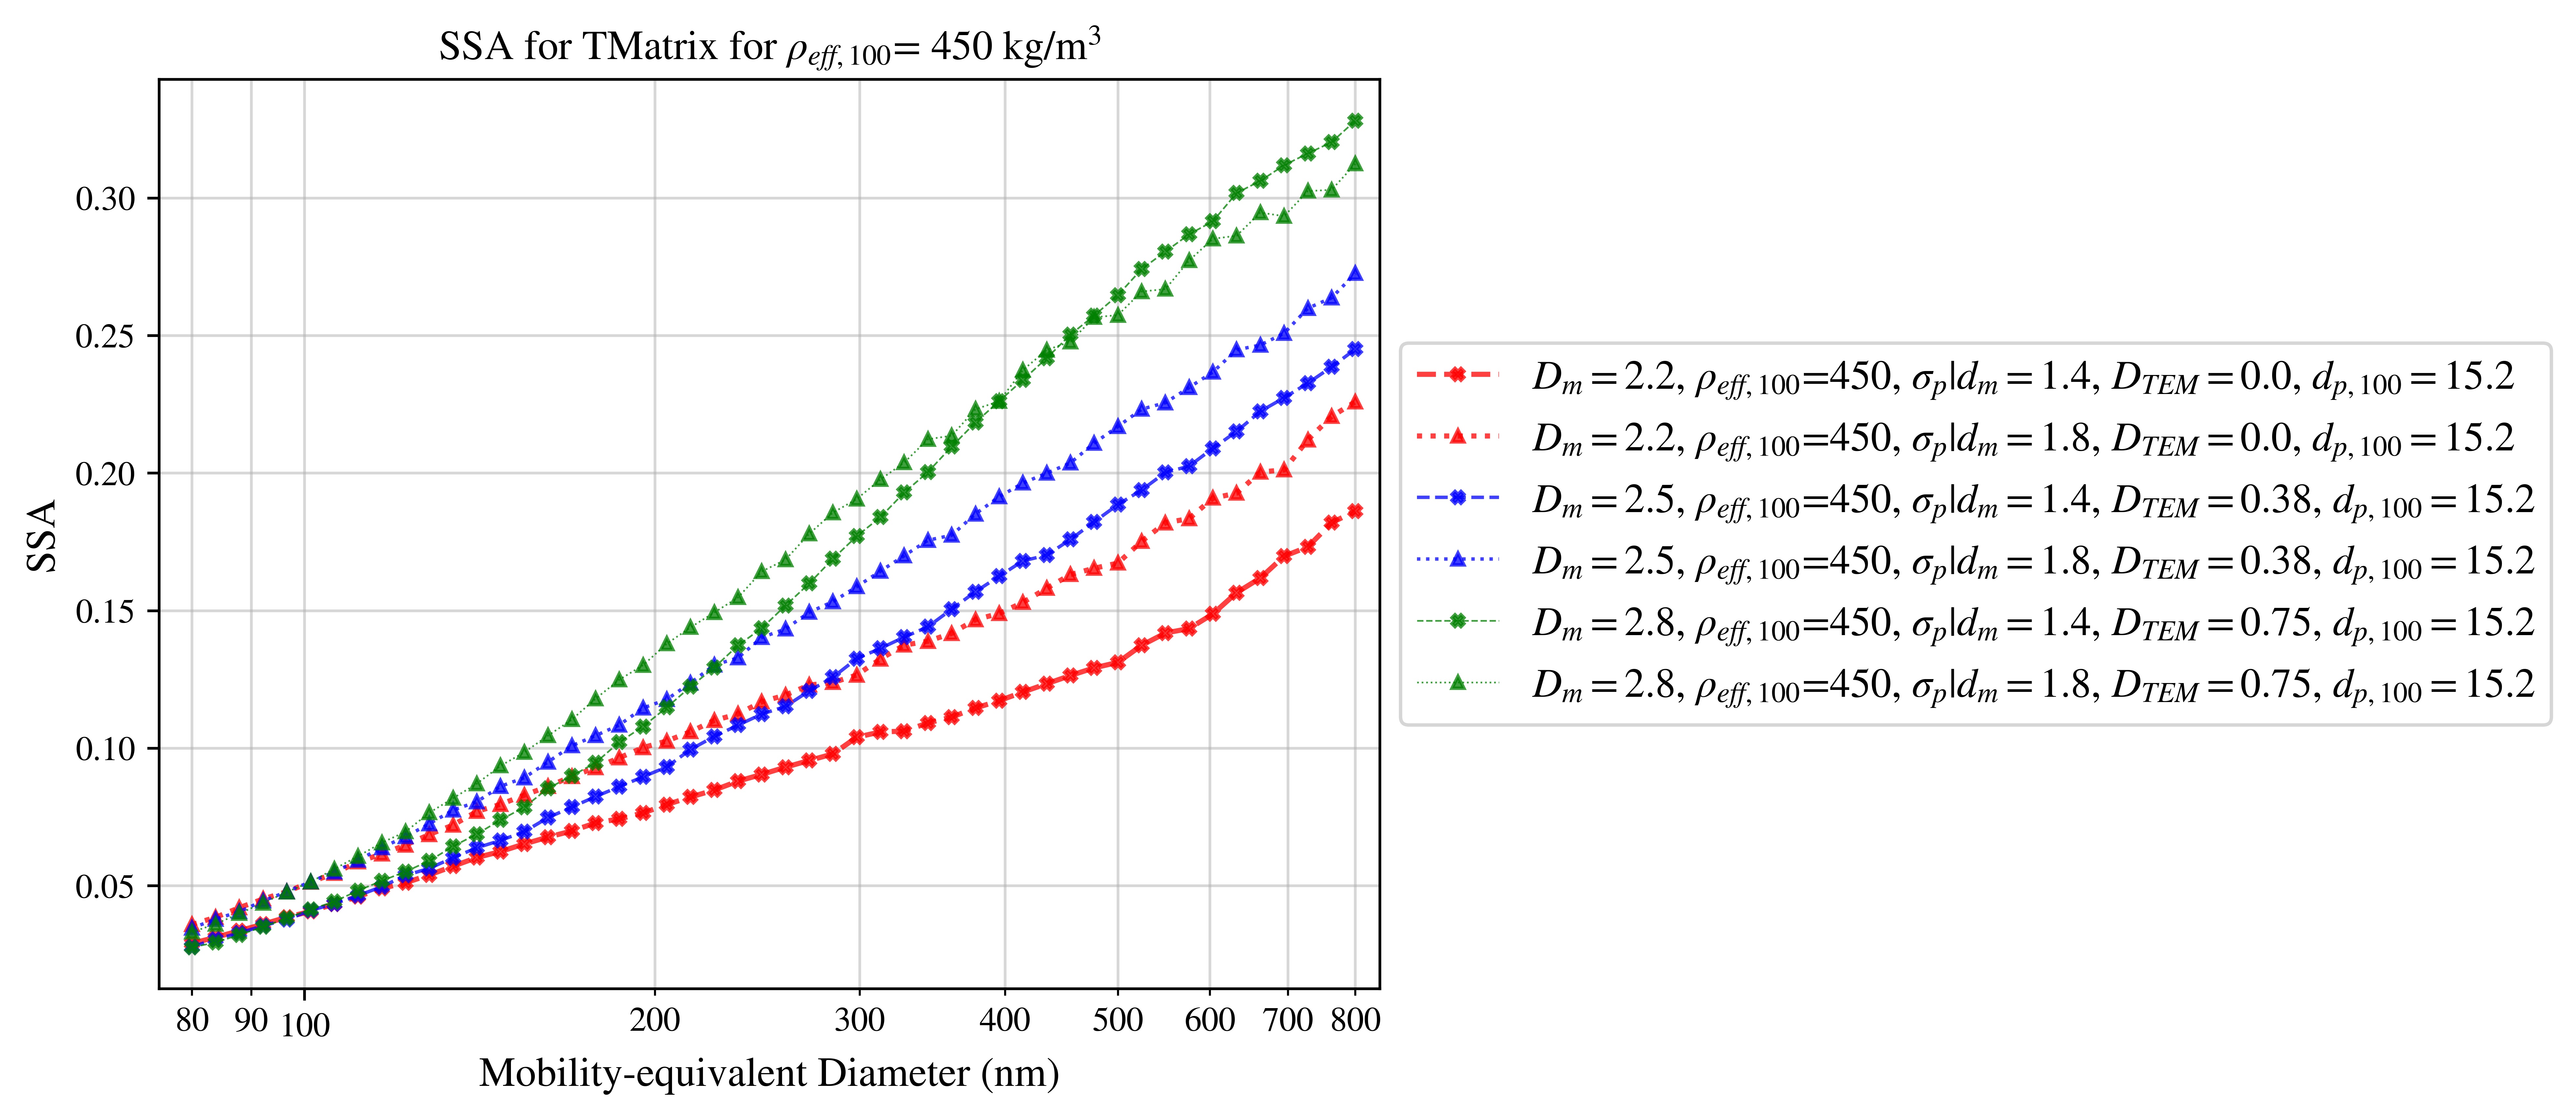 SSA for TMatrix for ρeff,100= 450 kg/m³
SSA
0.30
0.25
0.20
0.15
0.10
0.05
80 90 100 200 300 400 500 600 700 800
Mobility-equivalent Diameter (nm)
Dm = 2.2, ρeff,100=450, σp|dm = 1.4, DTEM = 0.0, dp,100 = 15.2
Dm = 2.2, ρeff,100=450, σp|dm = 1.8, DTEM = 0.0, dp,100 = 15.2
Dm = 2.5, ρeff,100=450, σp|dm = 1.4, DTEM = 0.38, dp,100 = 15.2
Dm = 2.5, ρeff,100=450, σp|dm = 1.8, DTEM = 0.38, dp,100 = 15.2
Dm = 2.8, ρeff,100=450, σp|dm = 1.4, DTEM = 0.75, dp,100 = 15.2
Dm = 2.8, ρeff,100=450, σp|dm = 1.8, DTEM = 0.75, dp,100 = 15.2